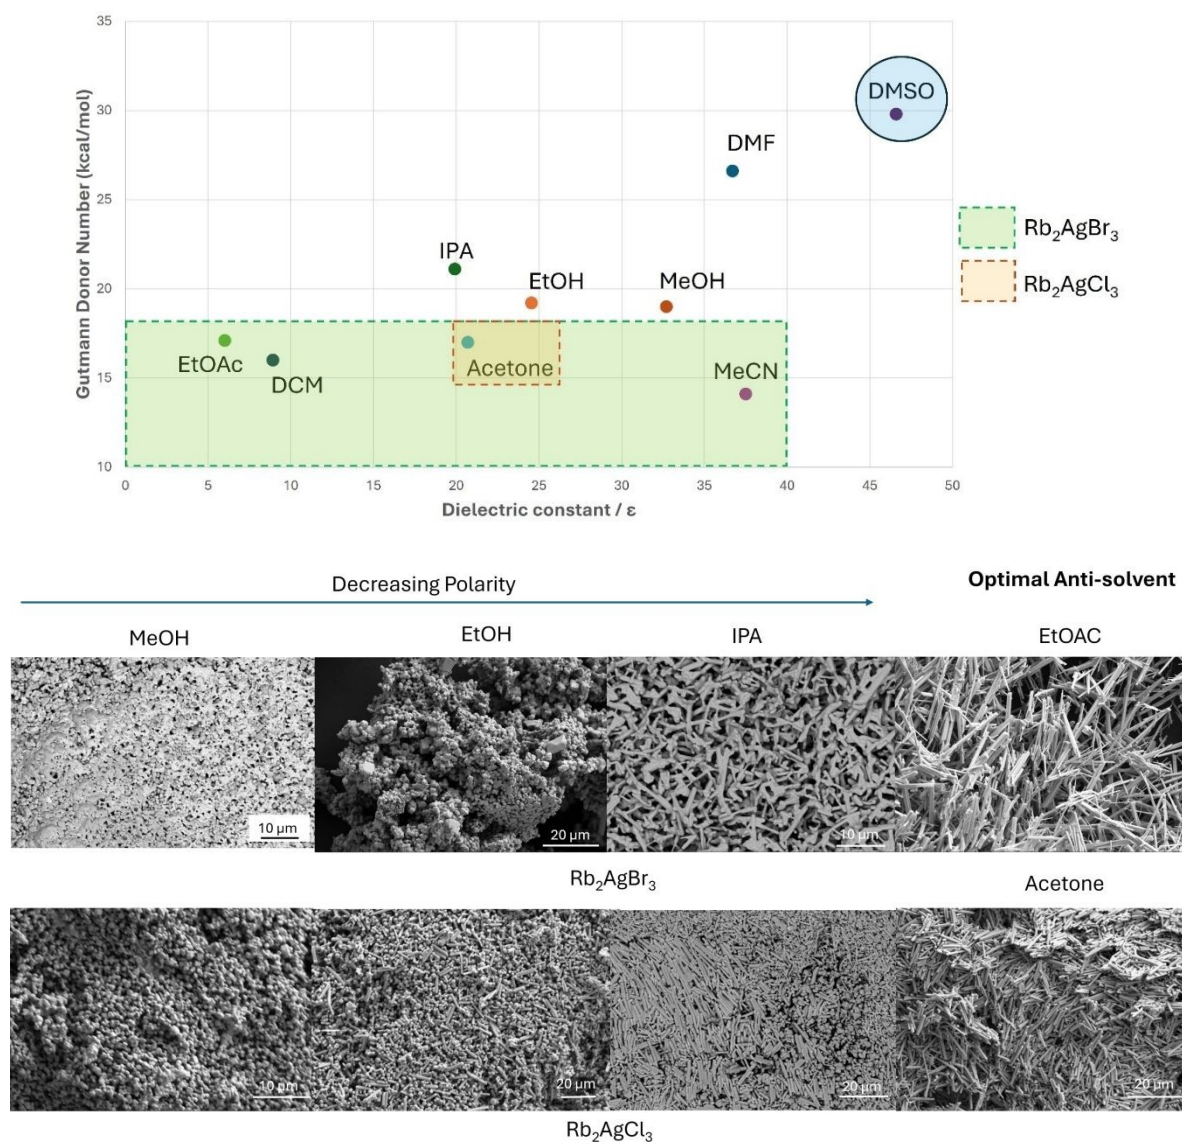 35
30
25
20
15
10
0
5
10
15
20
25
30
35
40
45
50
Gutmann Donor Number (kcal/mol)
Dielectric constant / ε
DMSO
DMF
IPA
EtOH
MeOH
EtOAc
DCM
Acetone
MeCN
Rb₂AgBr₃
Rb₂AgCl₃
Decreasing Polarity
Optimal Anti-solvent
MeOH
EtOH
IPA
EtOAC
10 µm
20 µm
10 µm
Rb₂AgBr₃
Acetone
10 µm
20 µm
20 µm
20 µm
Rb₂AgCl₃